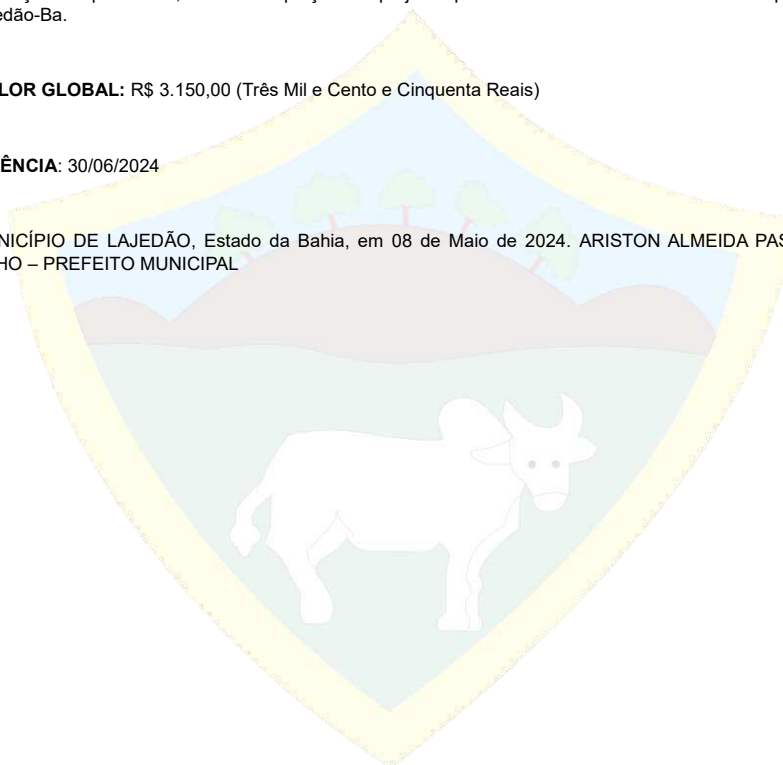 edão-Ba.
LOR GLOBAL: R$ 3.150,00 (Três Mil e Cento e Cinquenta Reais)
ÊNCIA: 30/06/2024
NICÍPIO DE LAJEDÃO, Estado da Bahia, em 08 de Maio de 2024. ARISTON ALMEIDA PAS
HO – PREFEITO MUNICIPAL